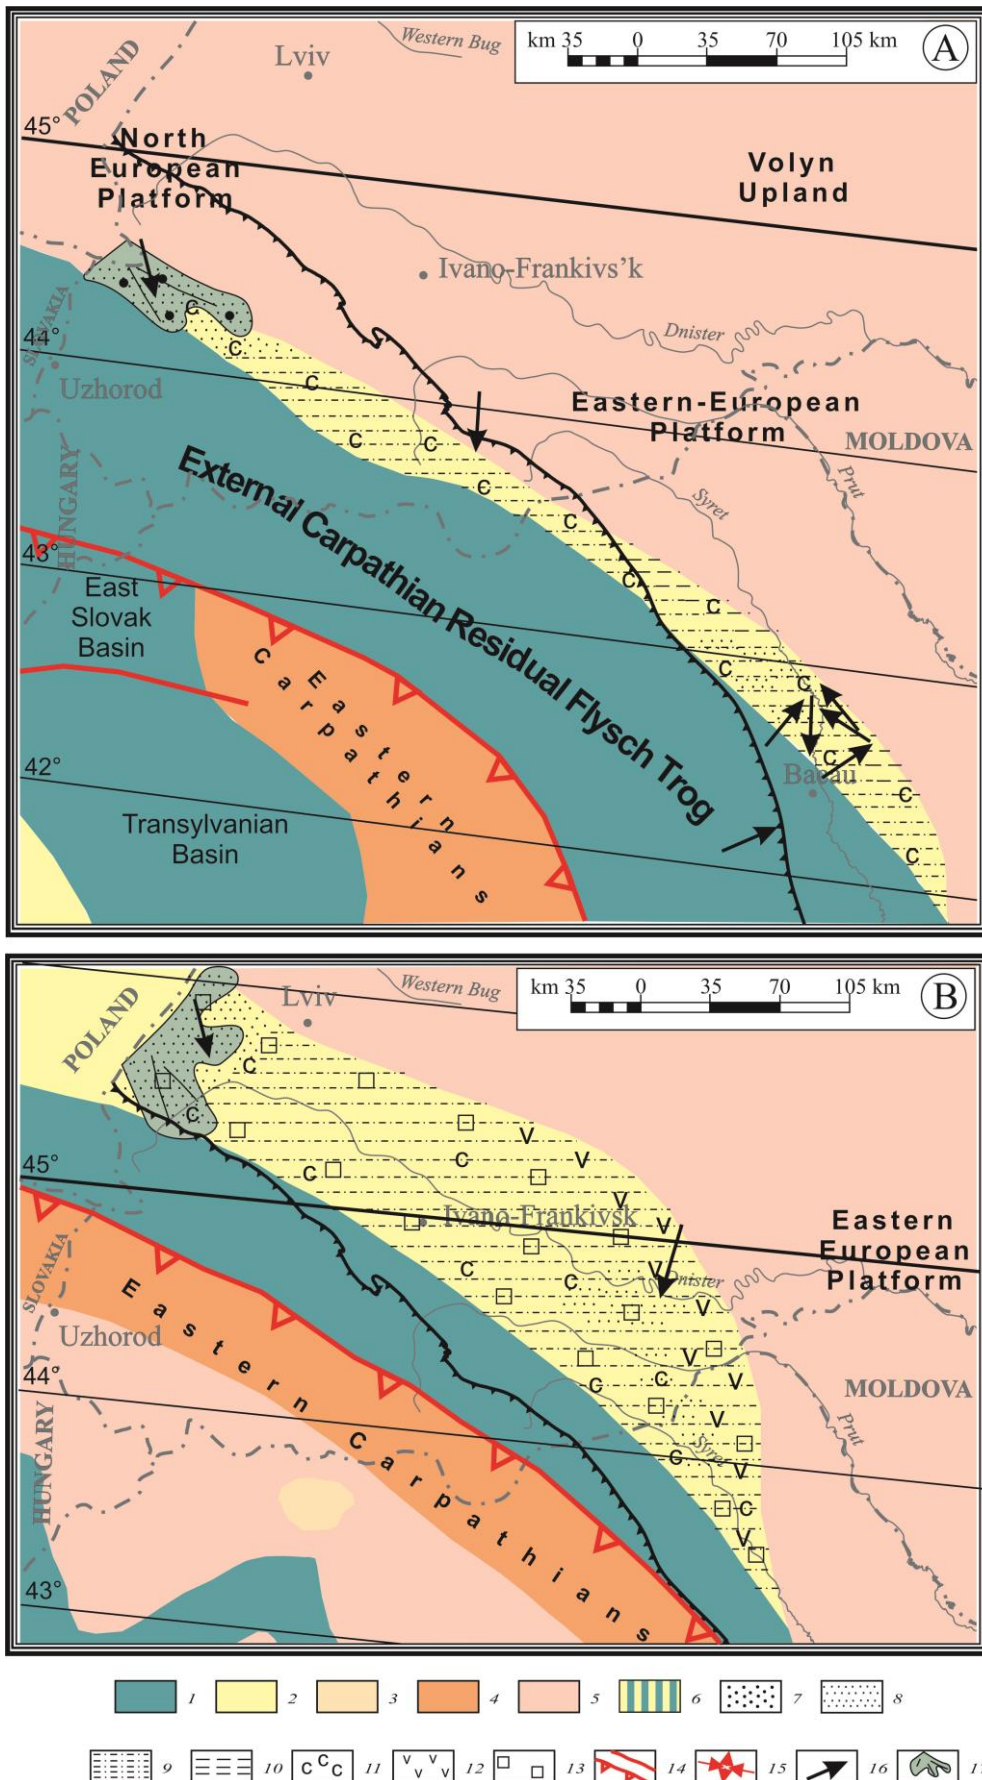 km 35 0 35 70 105 km
A
Western Bug
Lviv
POLAND
45°
North
European
Platform
Volyn
Upland
Ivano-Frankivs'k
Dnister
SLOVAKIA
44°
Uzhorod
C
C
C
C
C
C
C
C
C
C
C
C
C
C
Eastern-European
Platform
MOLDOVA
Prut
Syret
HUNGARY
External Carpathian Residual Flysch Trog
43°
East
Slovak
Basin
Eastern
Carpathians
42°
Transylvanian
Basin
Bacau
km 35 0 35 70 105 km
B
Western Bug
Lviv
POLAND
C
C
C
C
C
C
C
C
C
C
V
V
V
V
V
V
V
V
V
V
V
45°
Ivano-Frankivsk
Eastern
European
Platform
Dnister
SLOVAKIA
Uzhorod
Eastern Carpathians
44°
MOLDOVA
Prut
Syret
HUNGARY
43°
1 2 3 4 5 6 7 8
9 10 C C C 11 V V V V V 12 13 14 15 16